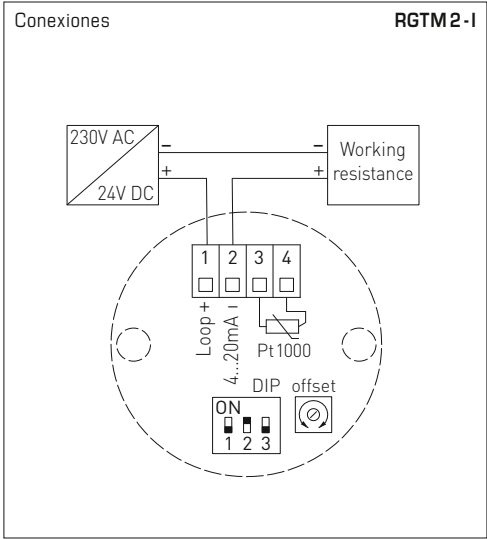 Conexiones
RGTM 2 - I
230V AC
24V DC
–
+
–
+
Working
resistance
1 2 3 4
Loop +
4...20mA –
Pt1000
DIP offset
ON
1 2 3